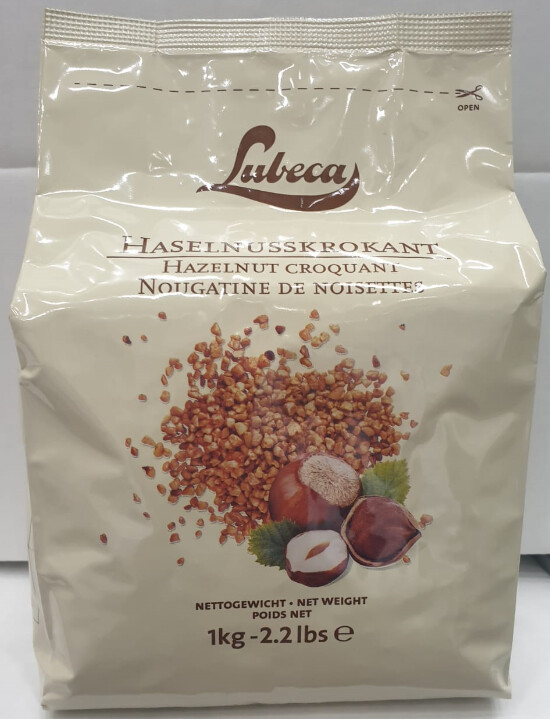 OPEN
Lubeca
HASELNUSSKROKANT
HAZELNUT CROQUANT
NOUGATINE DE NOISETTES
NETTOGEWICHT • NET WEIGHT
POIDS NET
1kg - 2.2 lbs ℮